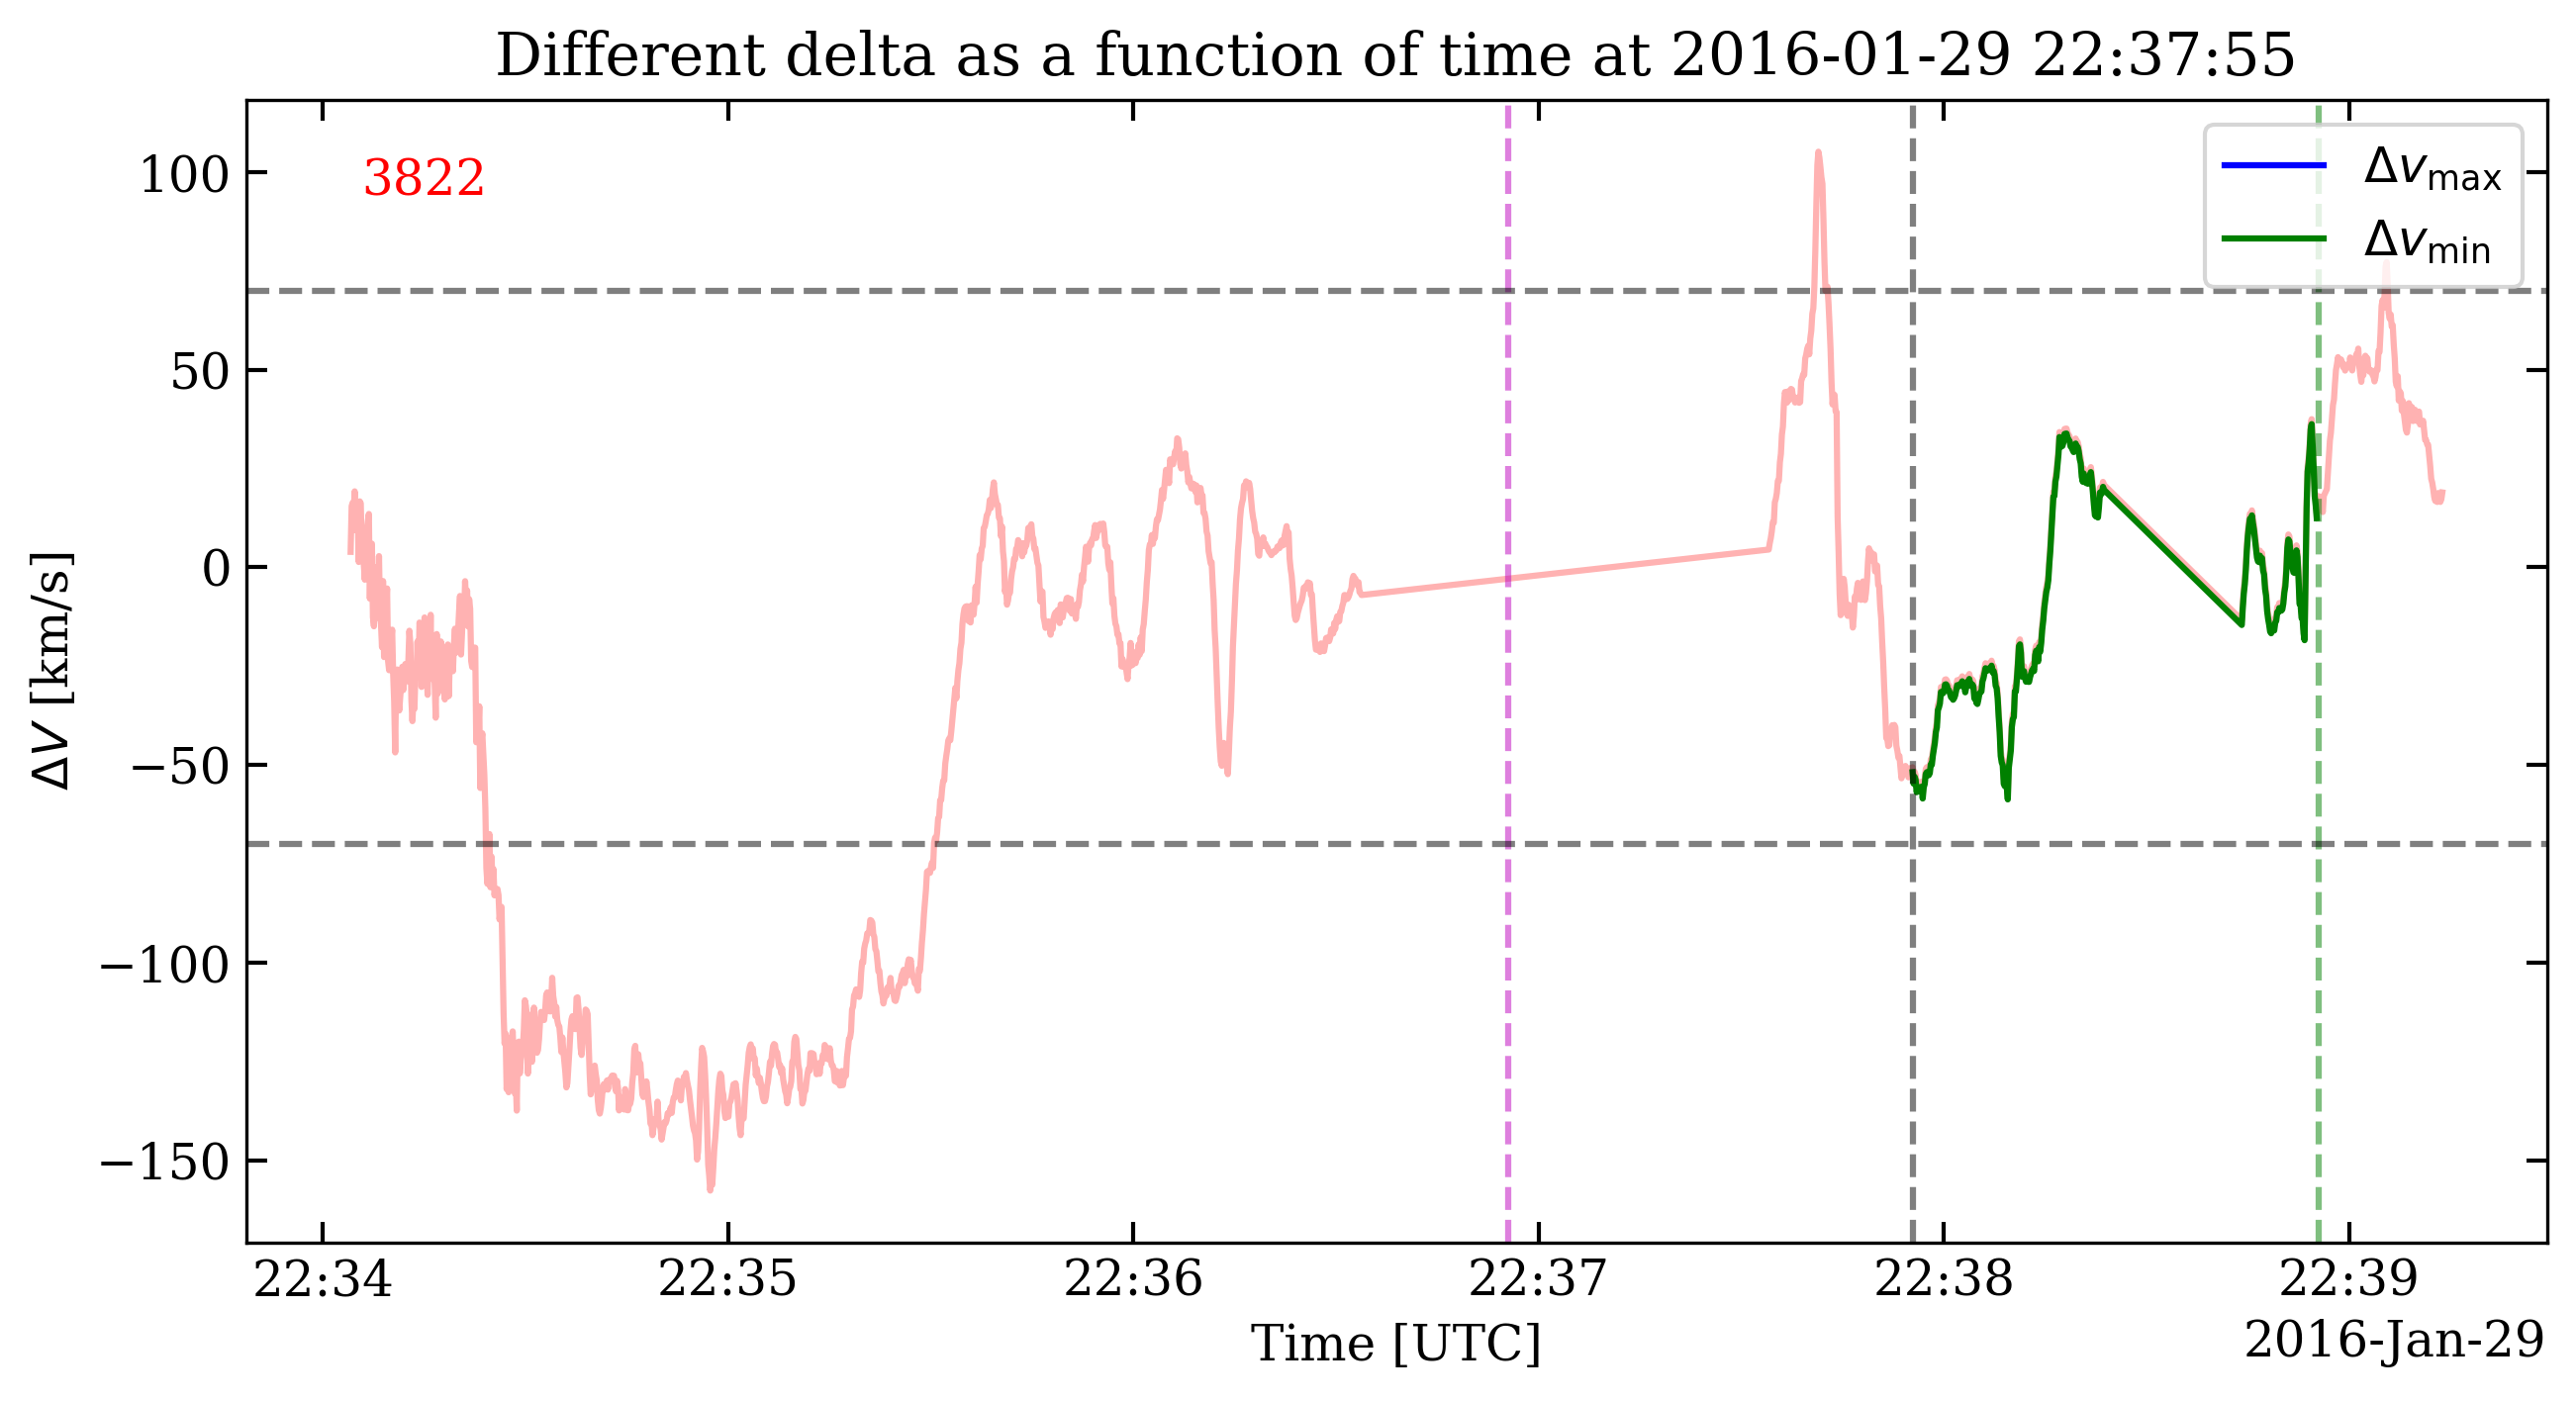 Different delta as a function of time at 2016-01-29 22:37:55
3822
Δv_max
Δv_min
100
50
0
−50
−100
−150
ΔV [km/s]
22:34 22:35 22:36 22:37 22:38 22:39
Time [UTC]
2016-Jan-29